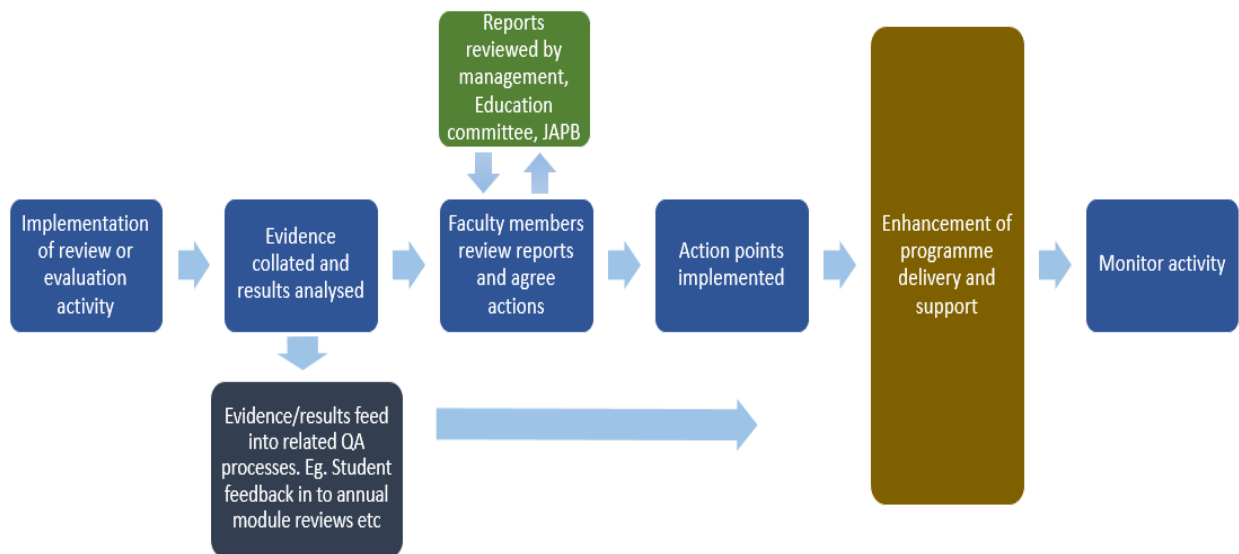 Reports
reviewed by
management,
Education
committee, JAPB
Implementation
of review or
evaluation
activity
Evidence
collated and
results analysed
Faculty members
review reports
and agree
actions
Action points
implemented
Enhancement of
programme
delivery and
support
Monitor activity
Evidence/results feed
into related QA
processes. Eg. Student
feedback in to annual
module reviews etc